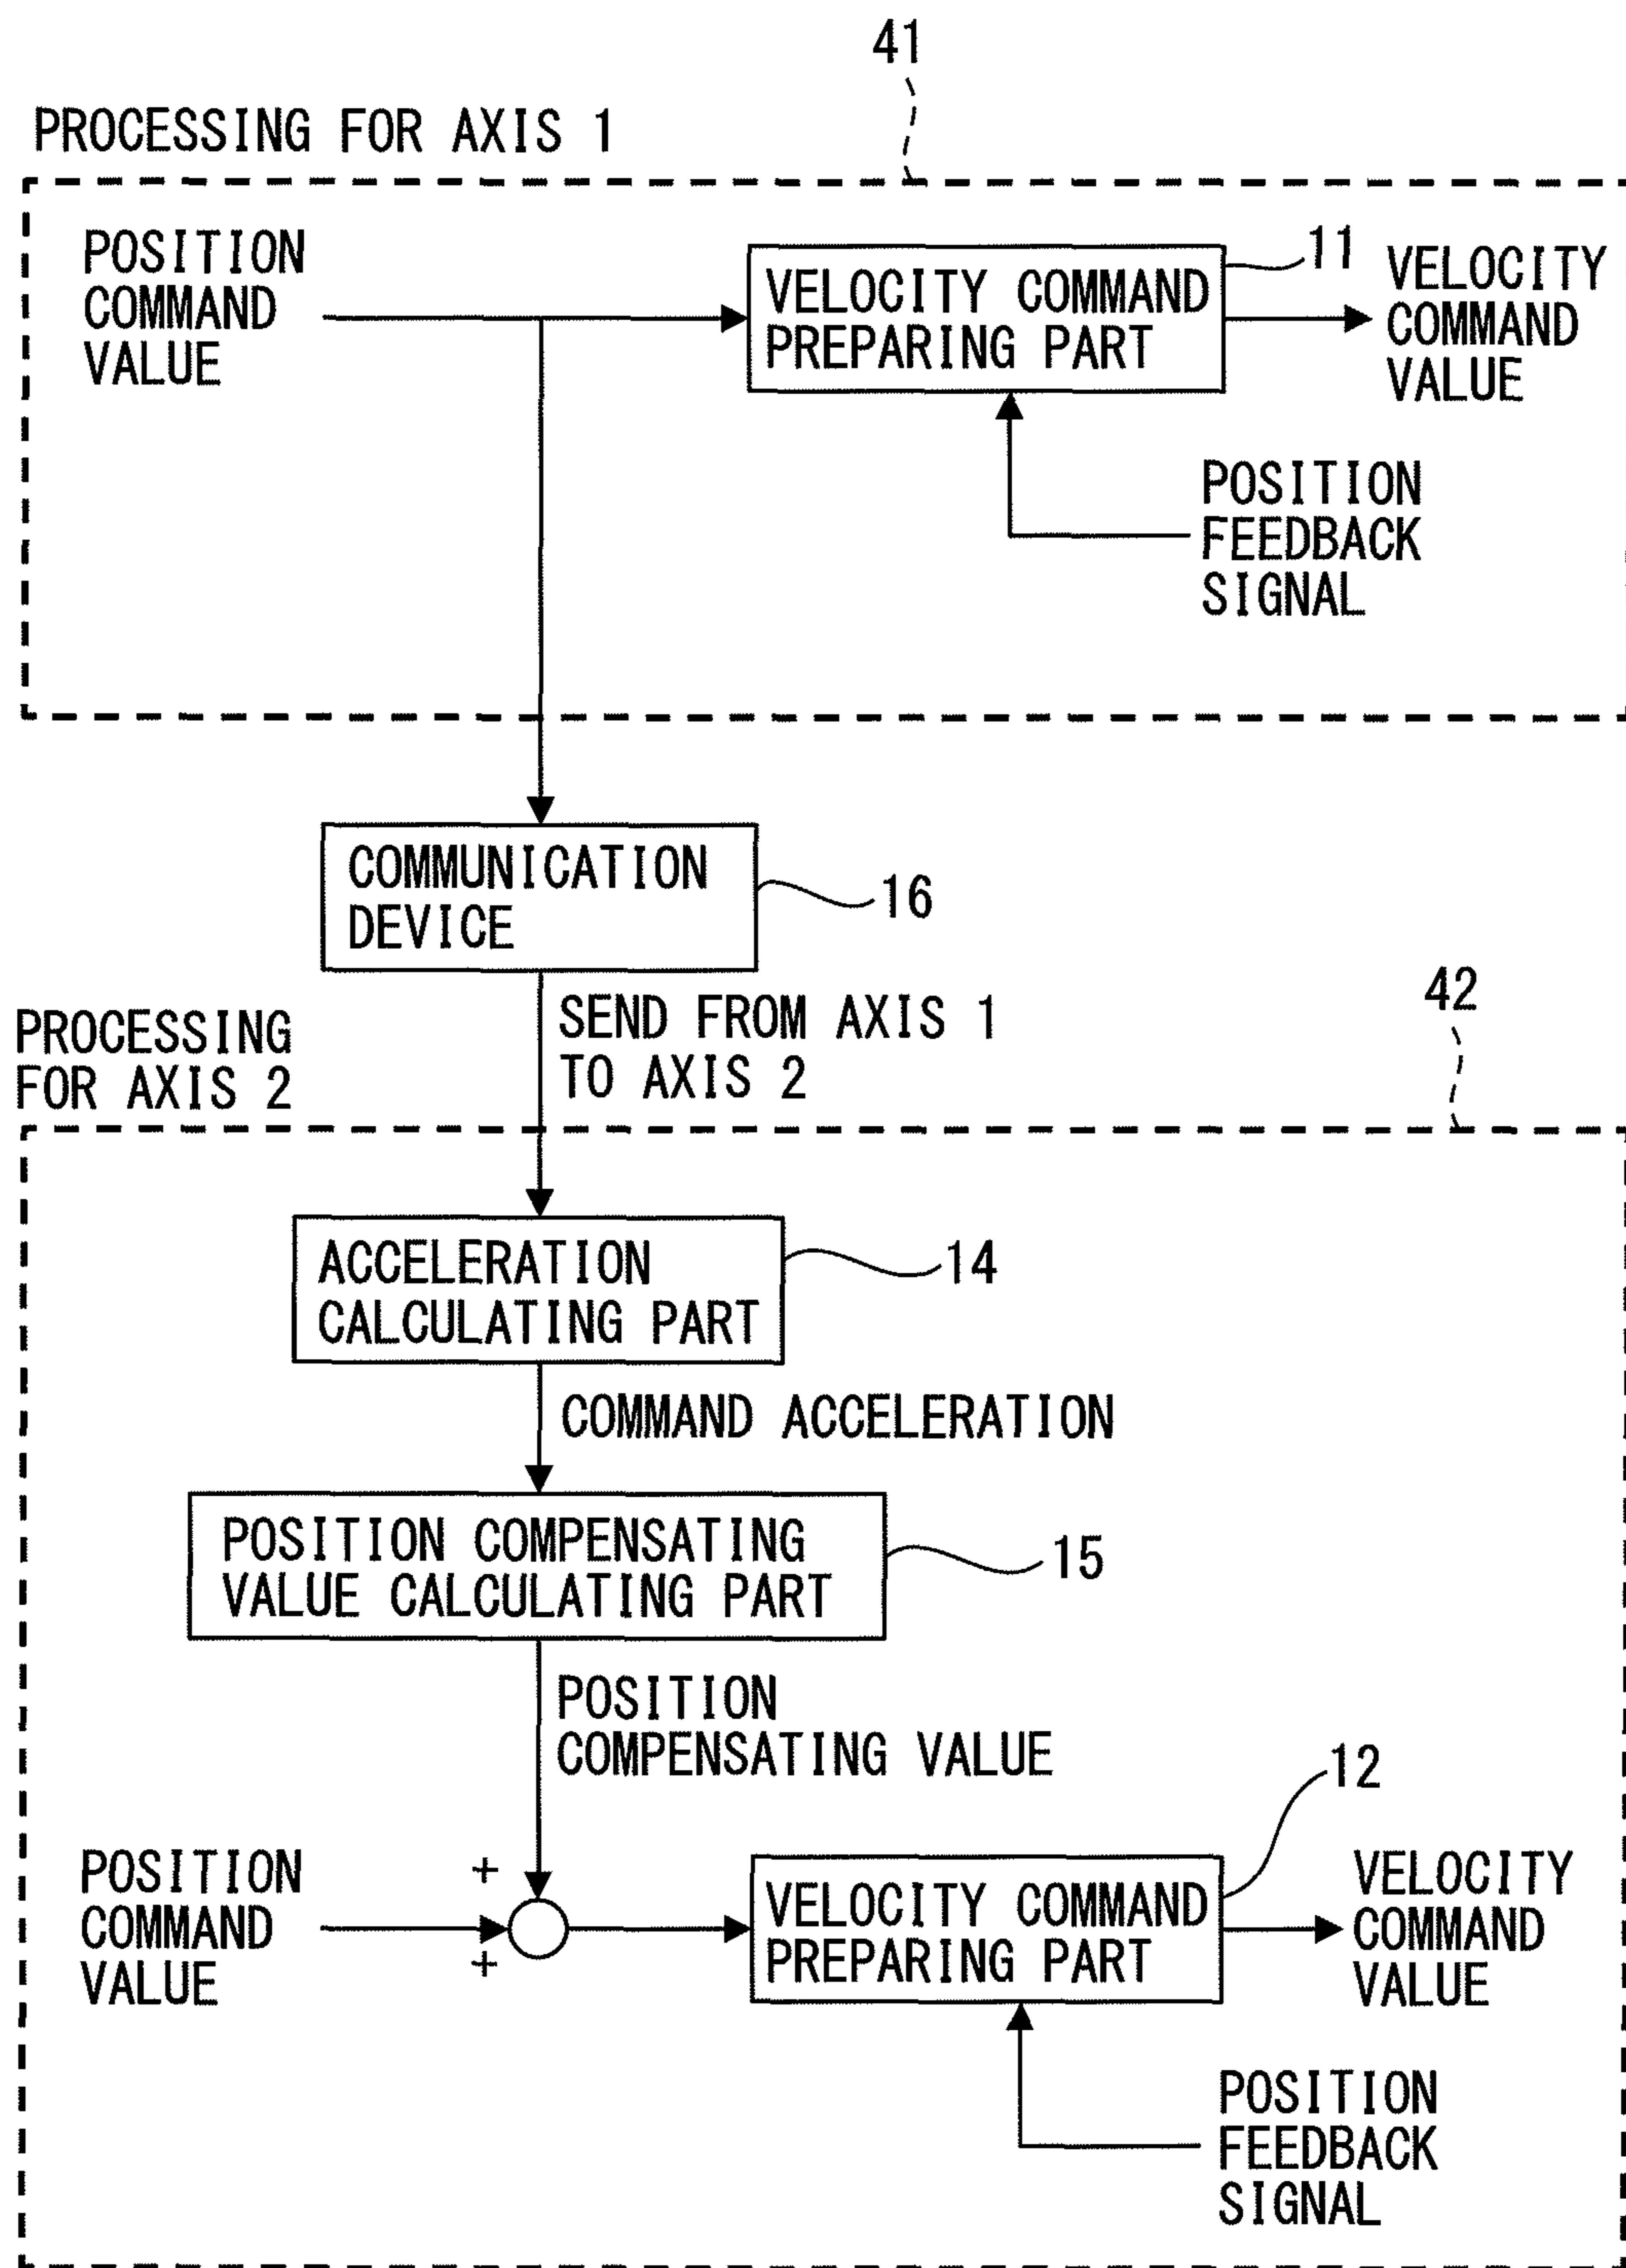 41
PROCESSING FOR AXIS 1
POSITION
COMMAND
VALUE
VELOCITY COMMAND
PREPARING PART
11
VELOCITY
COMMAND
VALUE
POSITION
FEEDBACK
SIGNAL
COMMUNICATION
DEVICE
16
SEND FROM AXIS 1
TO AXIS 2
PROCESSING
FOR AXIS 2
42
ACCELERATION
CALCULATING PART
14
COMMAND ACCELERATION
POSITION COMPENSATING
VALUE CALCULATING PART
15
POSITION
COMPENSATING VALUE
POSITION
COMMAND
VALUE
+
+
VELOCITY COMMAND
PREPARING PART
12
VELOCITY
COMMAND
VALUE
POSITION
FEEDBACK
SIGNAL